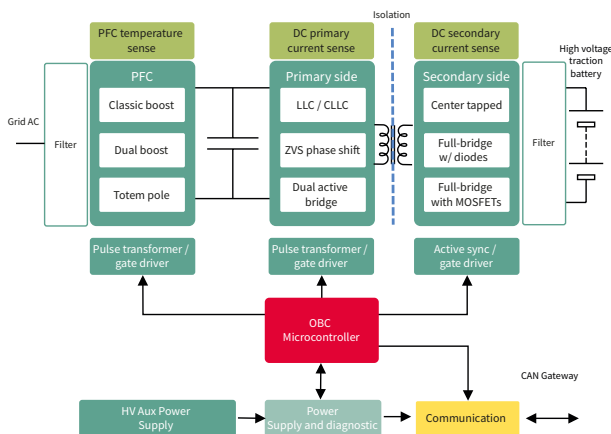 Isolation
PFC temperature
sense
DC primary
current sense
DC secondary
current sense
High voltage
traction
battery
PFC
Primary side
Secondary side
Classic boost
LLC / CLLC
Center tapped
Grid AC
Filter
Dual boost
ZVS phase shift
Full-bridge
w/ diodes
Filter
Totem pole
Dual active
bridge
Full-bridge
with MOSFETs
Pulse transformer /
gate driver
Pulse transformer /
gate driver
Active sync /
gate driver
OBC
Microcontroller
CAN Gateway
HV Aux Power
Supply
Power
Supply and diagnostic
Communication